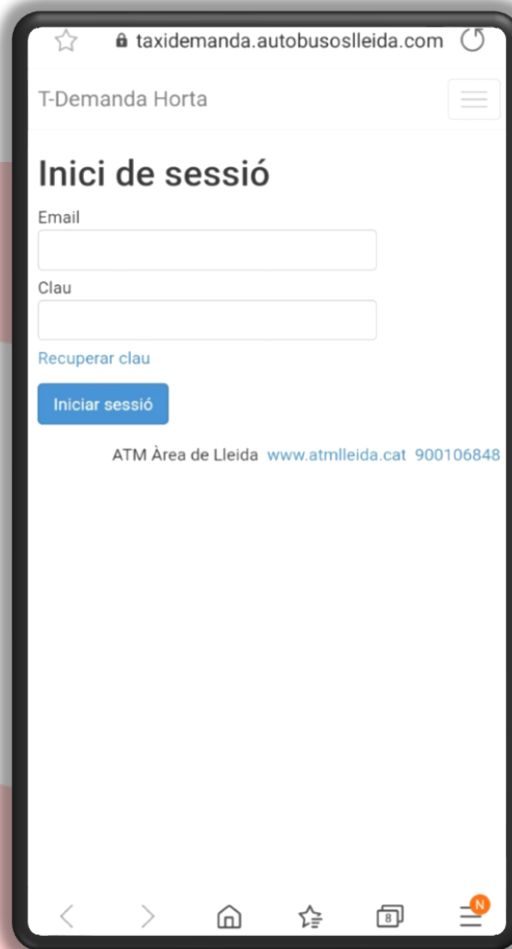 taxidemanda.autobusoslleida.com
T-Demanda Horta
Inici de sessió
Email
Clau
Recuperar clau
Iniciar sessió
ATM Àrea de Lleida www.atmlleida.cat 900106848
8
N